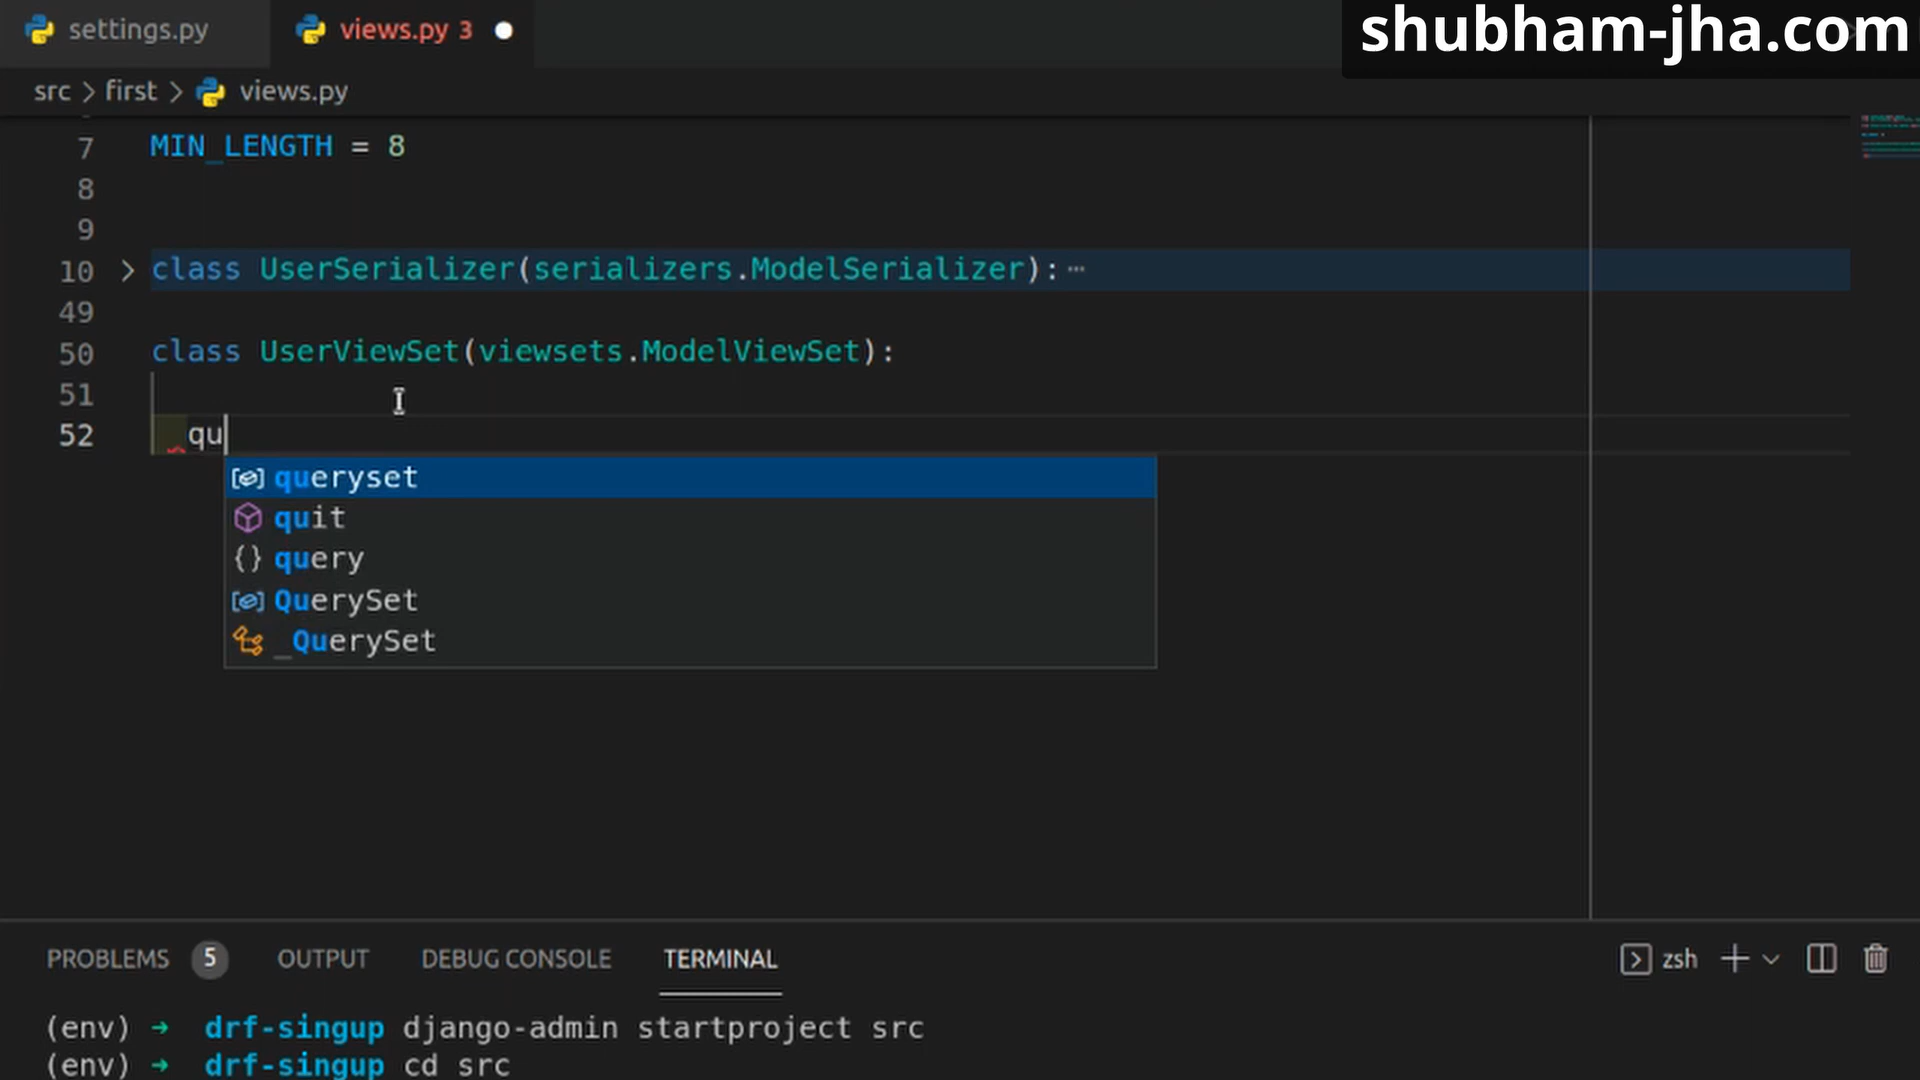 settings.py
views.py 3
shubham-jha.com
src > first > views.py
7 MIN_LENGTH = 8
8
9
10 > class UserSerializer(serializers.ModelSerializer):⋯
49
50 class UserViewSet(viewsets.ModelViewSet):
51
52 qu
queryset
quit
{} query
QuerySet
_QuerySet
PROBLEMS 5 OUTPUT DEBUG CONSOLE TERMINAL zsh
(env) → drf-singup django-admin startproject src
(env) → drf-singup cd src